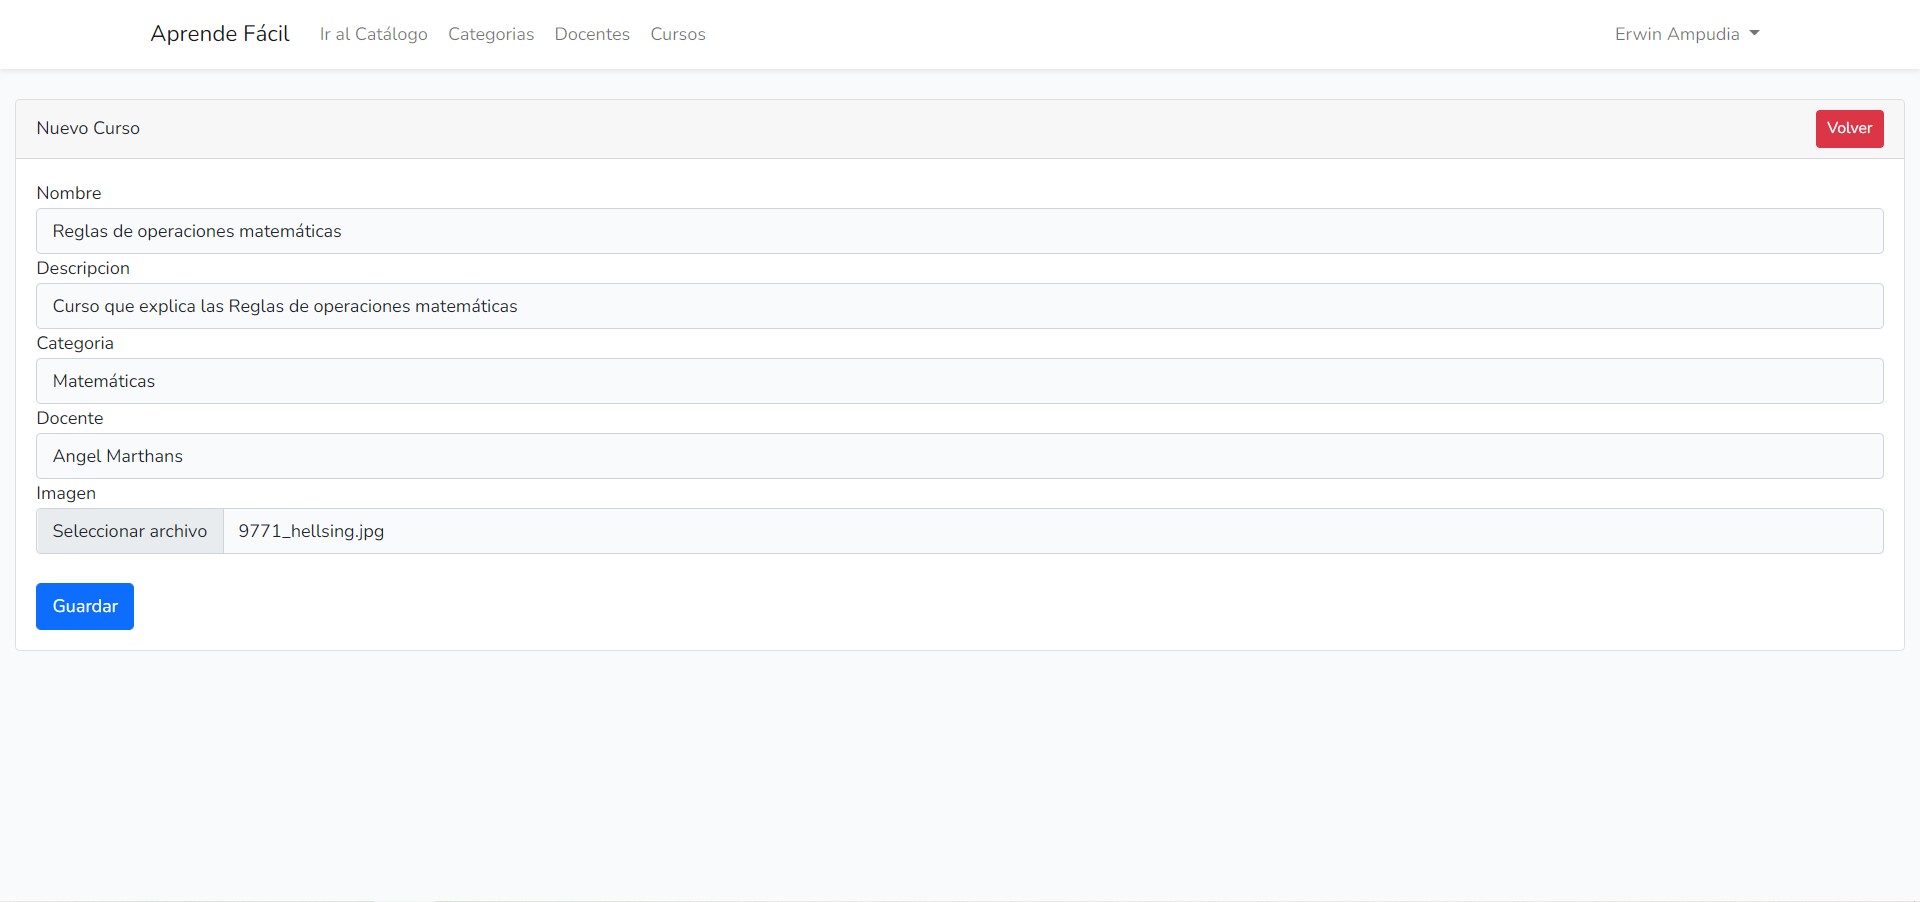 Aprende Fácil Ir al Catálogo Categorias Docentes Cursos Erwin Ampudia
Nuevo Curso Volver
Nombre
Reglas de operaciones matemáticas
Descripcion
Curso que explica las Reglas de operaciones matemáticas
Categoria
Matemáticas
Docente
Angel Marthans
Imagen
Seleccionar archivo 9771_hellsing.jpg
Guardar